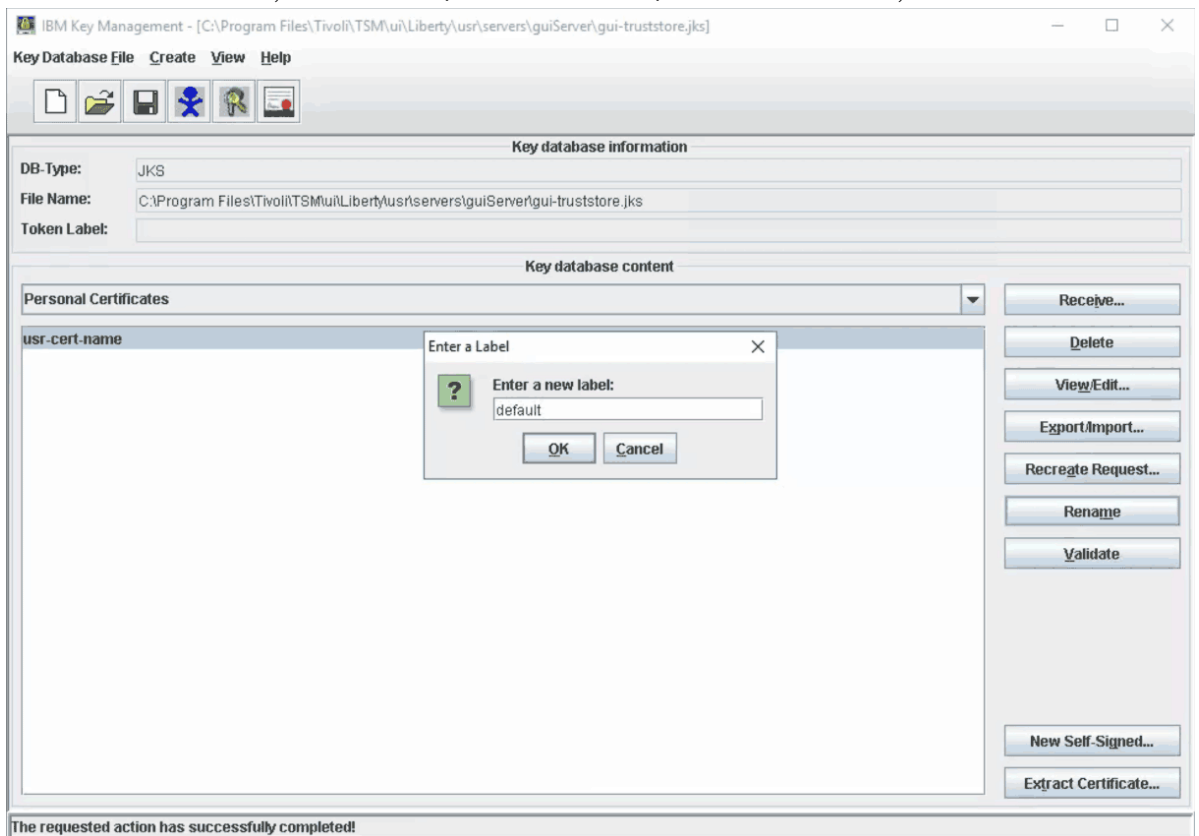 IBM Key Management - [C:\Program Files\Tivoli\TSM\ui\Liberty\usr\servers\guiServer\gui-truststore.jks]
Key Database File Create View Help
Key database information
DB-Type: JKS
File Name: C:\Program Files\Tivoli\TSM\ui\Liberty\usr\servers\guiServer\gui-truststore.jks
Token Label:
Key database content
Personal Certificates
Receive...
usr-cert-name
Delete
Enter a Label
View/Edit...
?
Enter a new label:
default
Export/Import...
OK Cancel
Recreate Request...
Rename
Validate
New Self-Signed...
Extract Certificate...
The requested action has successfully completed!